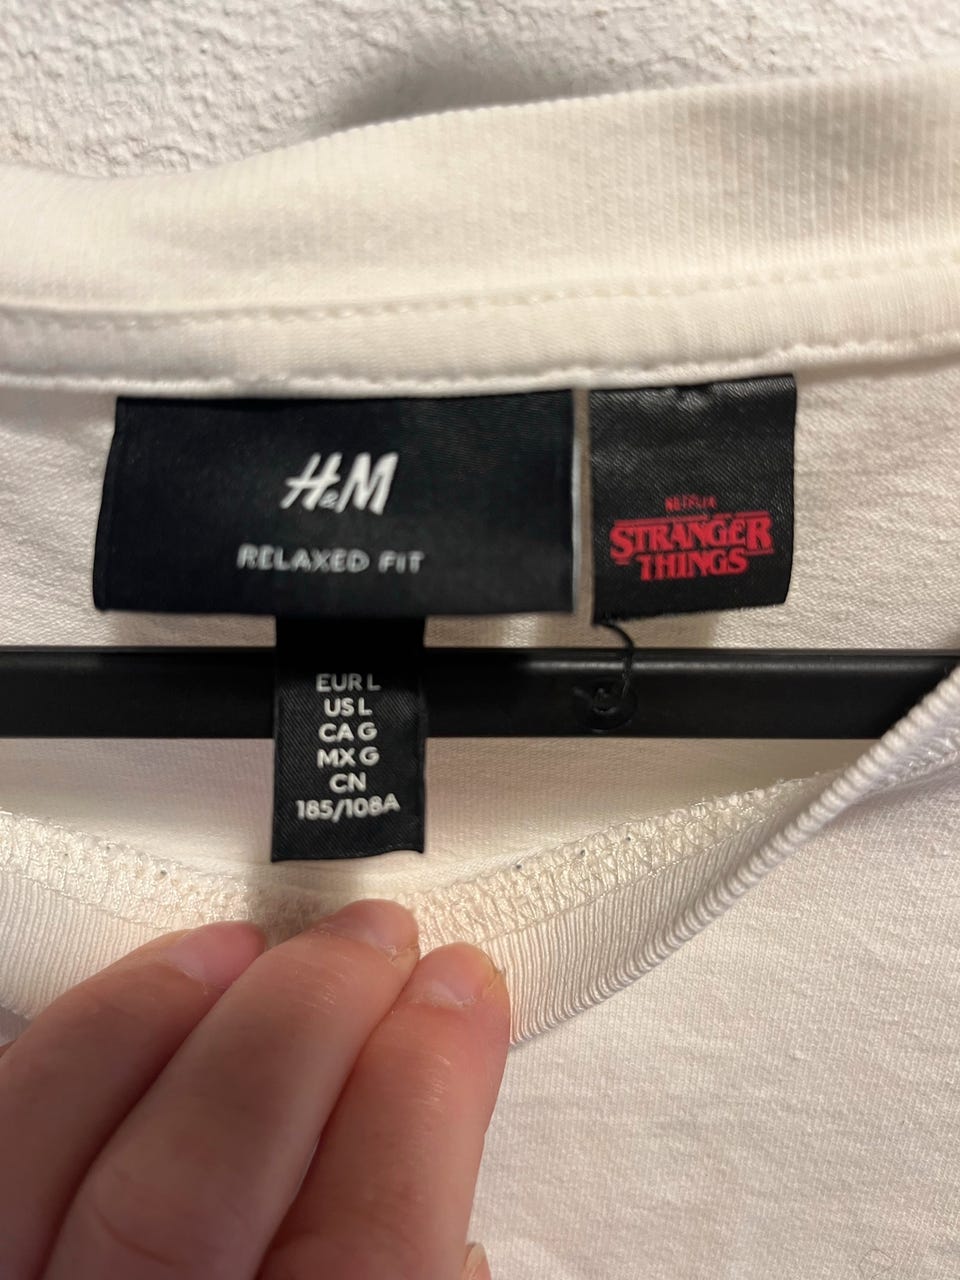 H&M
RELAXED FIT
NETFLIX
STRANGER
THINGS
EUR L
US L
CA G
MX G
CN
185/108A